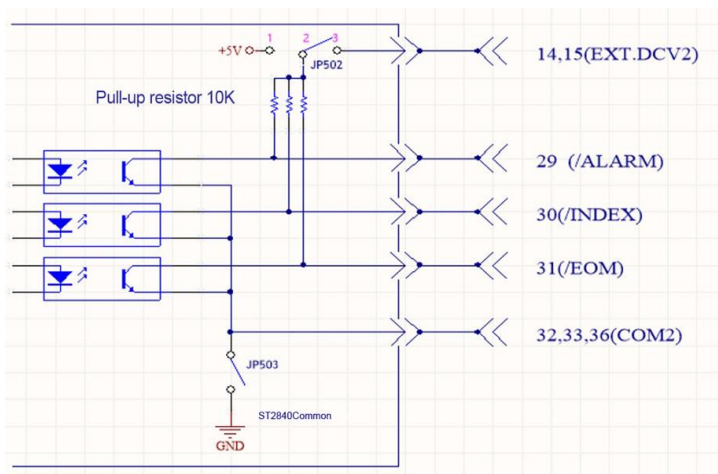 1 2 3
+5V
JP502
14,15(EXT.DCV2)
Pull-up resistor 10K
29 (/ALARM)
30(/INDEX)
31(/EOM)
32,33,36(COM2)
JP503
ST2840Common
GND